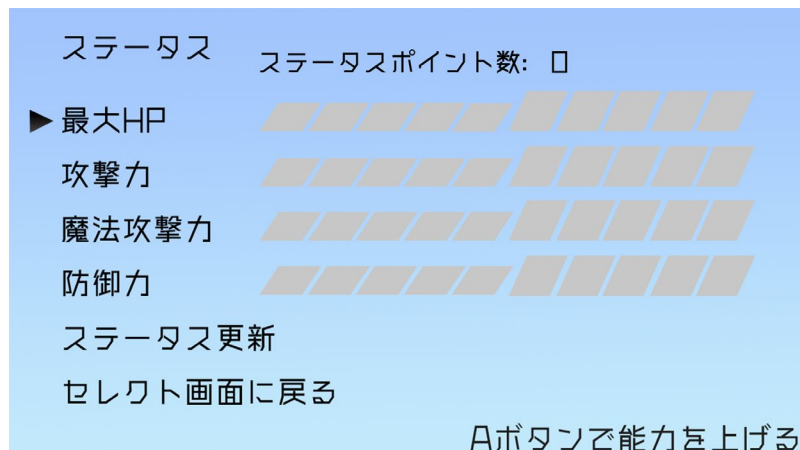 ステータス
ステータスポイント数: 0
▶最大HP
攻撃力
魔法攻撃力
防御力
ステータス更新
セレクト画面に戻る
Aボタンで能力を上げる